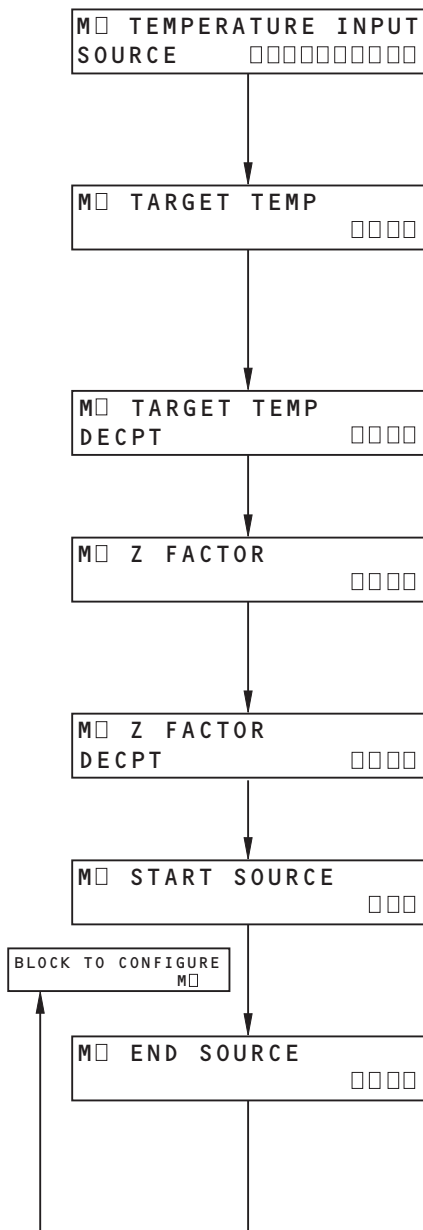 M□ TEMPERATURE INPUT
SOURCE □□□□□□□□□□
M□ TARGET TEMP
□□□□
M□ TARGET TEMP
DECPT □□□□
M□ Z FACTOR
□□□□
M□ Z FACTOR
DECPT □□□□
M□ START SOURCE
□□□
BLOCK TO CONFIGURE
M□
M□ END SOURCE
□□□□